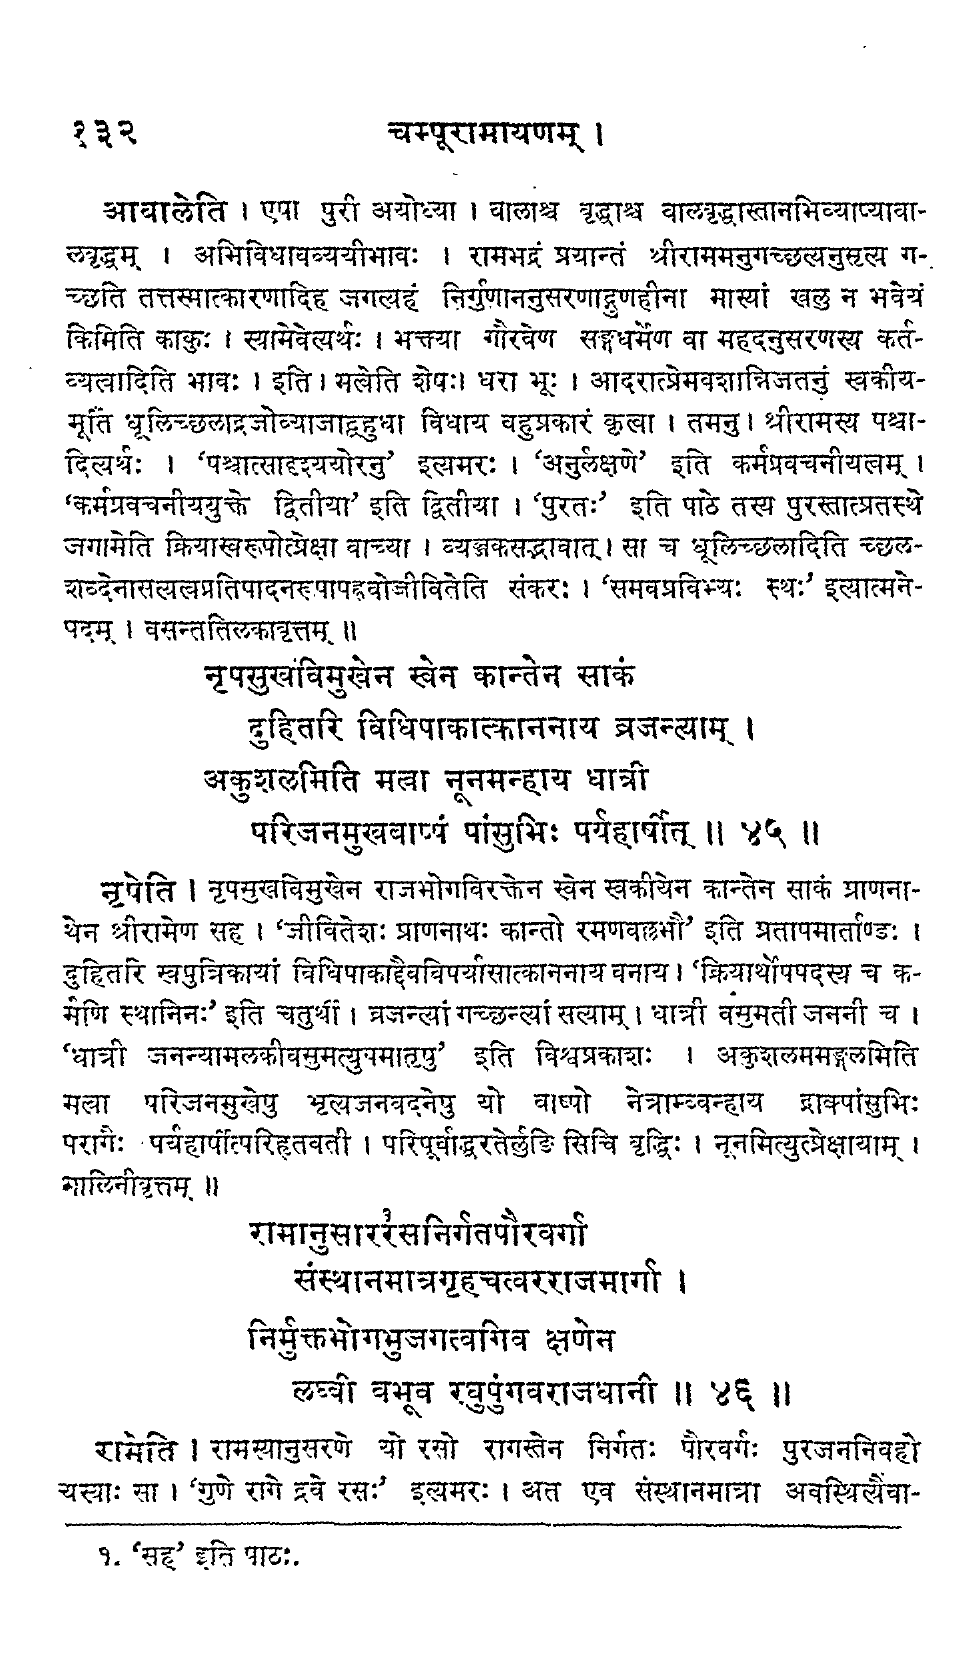 १३२ चम्पूरामायणम् ।
आबालेति । एषा पुरी अयोध्या । बालाश्च वृद्धाश्च बालवृद्धास्तानभिव्याप्याबा-
लवृद्धम् । अभिविधावव्ययीभावः । रामभद्रं प्रयान्तं श्रीराममनुगच्छत्यनुसृत्य ग-
च्छति तत्तस्मात्कारणादिह जगत्यहं निर्गुणाननुसरणाद्गुणहीना मास्यां खलु न भवेयं
किमिति काकुः । स्यामेवेत्यर्थः । भक्त्या गौरवेण सङ्गधर्मेण वा महदनुसरणस्य कर्त-
व्यत्वादिति भावः । इति । मत्वेति शेषः। धरा भूः । आदरात्प्रेमवशान्निजतनुं स्वकीय-
मूर्तिं धूलिच्छलाद्रजोव्याजाद्बहुधा विधाय बहुप्रकारं कृत्वा । तमनु । श्रीरामस्य पश्चा-
दित्यर्थः । ‘पश्चात्सादृश्ययोरनु’ इत्यमरः । ‘अनुर्लक्षणे’ इति कर्मप्रवचनीयत्वम् ।
‘कर्मप्रवचनीययुक्ते द्वितीया’ इति द्वितीया । ‘पुरतः’ इति पाठे तस्य पुरस्तात्प्रतस्थे
जगामेति क्रियास्वरूपोत्प्रेक्षा वाच्या । व्यञ्जकसद्भावात् । सा च धूलिच्छलादिति च्छल-
शब्देनासत्यत्वप्रतिपादनरूपापह्नवोज्जीवितेति संकरः । ‘समवप्रविभ्यः स्थः’ इत्यात्मने-
पदम् । वसन्ततिलकावृत्तम् ॥
नृपसुखविमुखेन स्वेन कान्तेन साकं
दुहितरि विधिपाकात्काननाय व्रजन्त्याम् ।
अकुशलमिति मत्वा नूनमन्हाय धात्री
परिजनमुखबाष्पं पांसुभिः पर्यहार्षीत् ॥ ४५ ॥
नृपेति । नृपसुखविमुखेन राजभोगविरक्तेन स्वेन स्वकीयेन कान्तेन साकं प्राणना-
थेन श्रीरामेण सह । ‘जीवितेशः प्राणनाथः कान्तो रमणवल्लभौ’ इति प्रतापमार्ताण्डः ।
दुहितरि स्वपुत्रिकायां विधिपाकाद्दैवविपर्यासात्काननाय वनाय । ‘क्रियार्थोपपदस्य च क-
र्मणि स्थानिनः’ इति चतुर्थी । व्रजन्त्यां गच्छन्त्यां सत्याम् । धात्री वसुमती जननी च ।
‘धात्री जनन्यामलकीवसुमत्युपमातृषु’ इति विश्वप्रकाशः । अकुशलममङ्गलमिति
मत्वा परिजनमुखेषु भृत्यजनवदनेषु यो बाष्पो नेत्राम्ब्वन्हाय द्राक्पांसुभिः
परागैः पर्यहार्षीत्परिहृतवती । परिपूर्वाद्धरतेर्लुङि सिचि वृद्धिः । नूनमित्युत्प्रेक्षायाम् ।
मालिनीवृत्तम् ॥
रामानुसाररंसनिर्गतपौरवर्गा
संस्थानमात्रगृहचत्वरराजमार्गा ।
निर्मुक्तभोगभुजगत्वगिव क्षणेन
लघ्वी बभूव रघुपुंगवराजधानी ॥ ४६ ॥
रामेति । रामस्यानुसरणे यो रसो रागस्तेन निर्गतः पौरवर्गः पुरजननिवहो
यस्याः सा । ‘गुणे रागे द्रवे रसः’ इत्यमरः । अत एव संस्थानमात्रा अवस्थित्यैवा-
१. ‘सह’ इति पाठः.